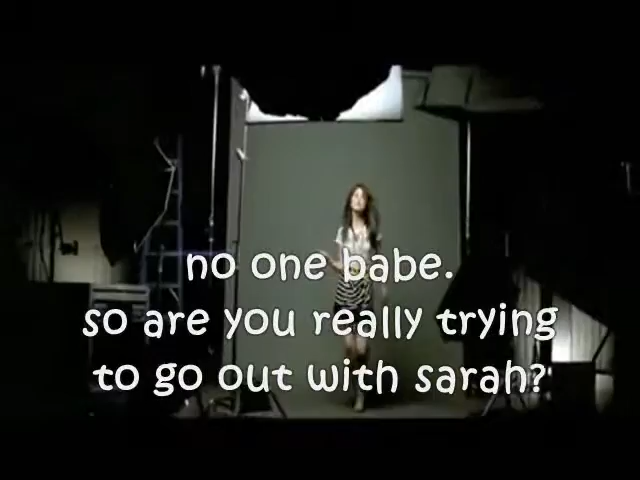 no one babe.
so are you really trying
to go out with sarah?